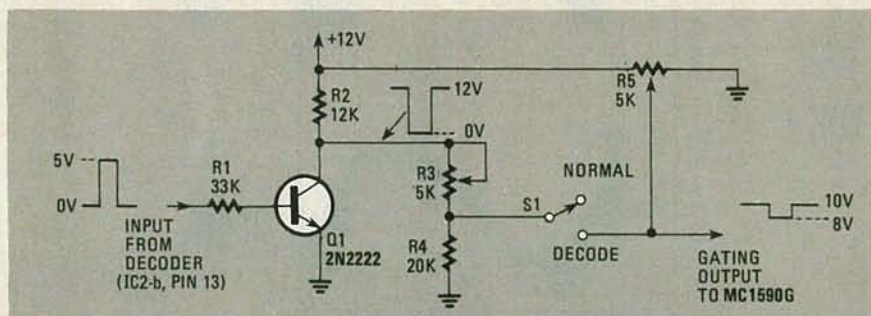 +12V
R2
12K
12V
0V
R5
5K
5V
0V
R1
33K
R3
5K
NORMAL
S1
10V
8V
INPUT
FROM
DECODER
(IC2-b, PIN 13)
Q1
2N2222
R4
20K
DECODE
GATING
OUTPUT
TO MC1590G